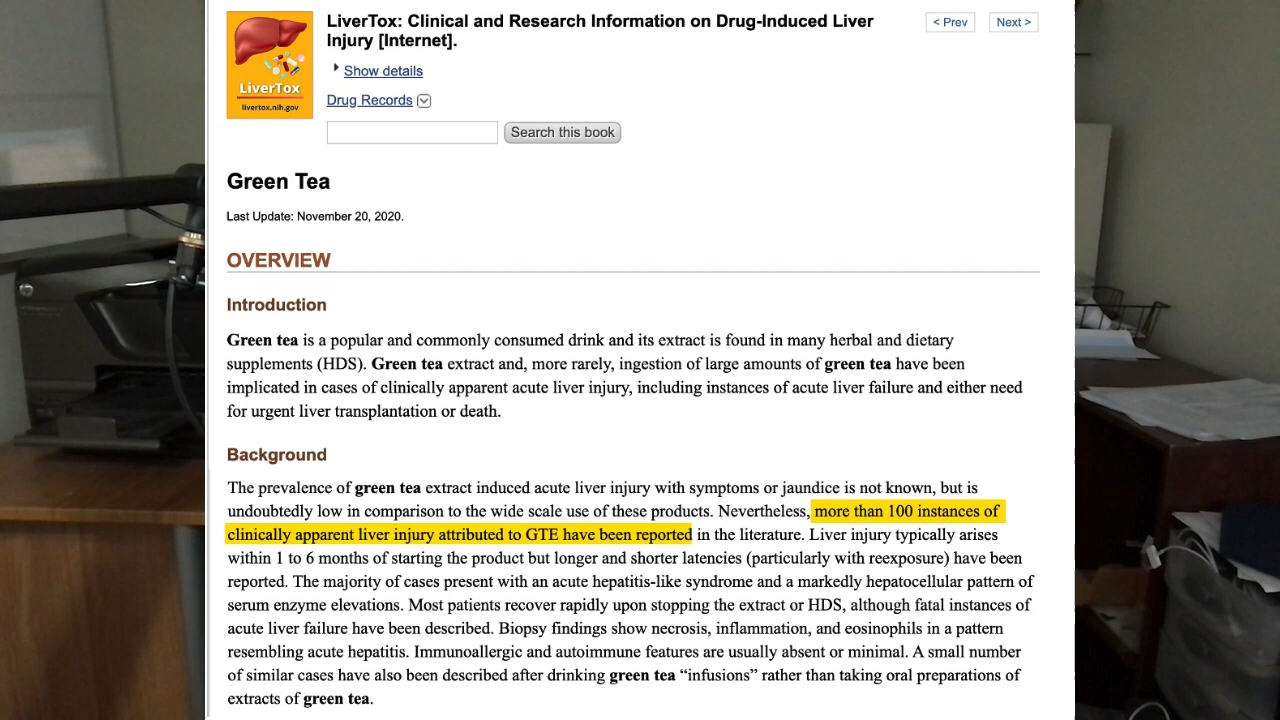 LiverTox: Clinical and Research Information on Drug-Induced Liver
Injury [Internet].
< Prev
Next >
Show details
LiverTox
livertox.nih.gov
Drug Records
Search this book
Green Tea
Last Update: November 20, 2020.
OVERVIEW
Introduction
Green tea is a popular and commonly consumed drink and its extract is found in many herbal and dietary
supplements (HDS). Green tea extract and, more rarely, ingestion of large amounts of green tea have been
implicated in cases of clinically apparent acute liver injury, including instances of acute liver failure and either need
for urgent liver transplantation or death.
Background
The prevalence of green tea extract induced acute liver injury with symptoms or jaundice is not known, but is
undoubtedly low in comparison to the wide scale use of these products. Nevertheless, more than 100 instances of
clinically apparent liver injury attributed to GTE have been reported in the literature. Liver injury typically arises
within 1 to 6 months of starting the product but longer and shorter latencies (particularly with reexposure) have been
reported. The majority of cases present with an acute hepatitis-like syndrome and a markedly hepatocellular pattern of
serum enzyme elevations. Most patients recover rapidly upon stopping the extract or HDS, although fatal instances of
acute liver failure have been described. Biopsy findings show necrosis, inflammation, and eosinophils in a pattern
resembling acute hepatitis. Immunoallergic and autoimmune features are usually absent or minimal. A small number
of similar cases have also been described after drinking green tea “infusions” rather than taking oral preparations of
extracts of green tea.